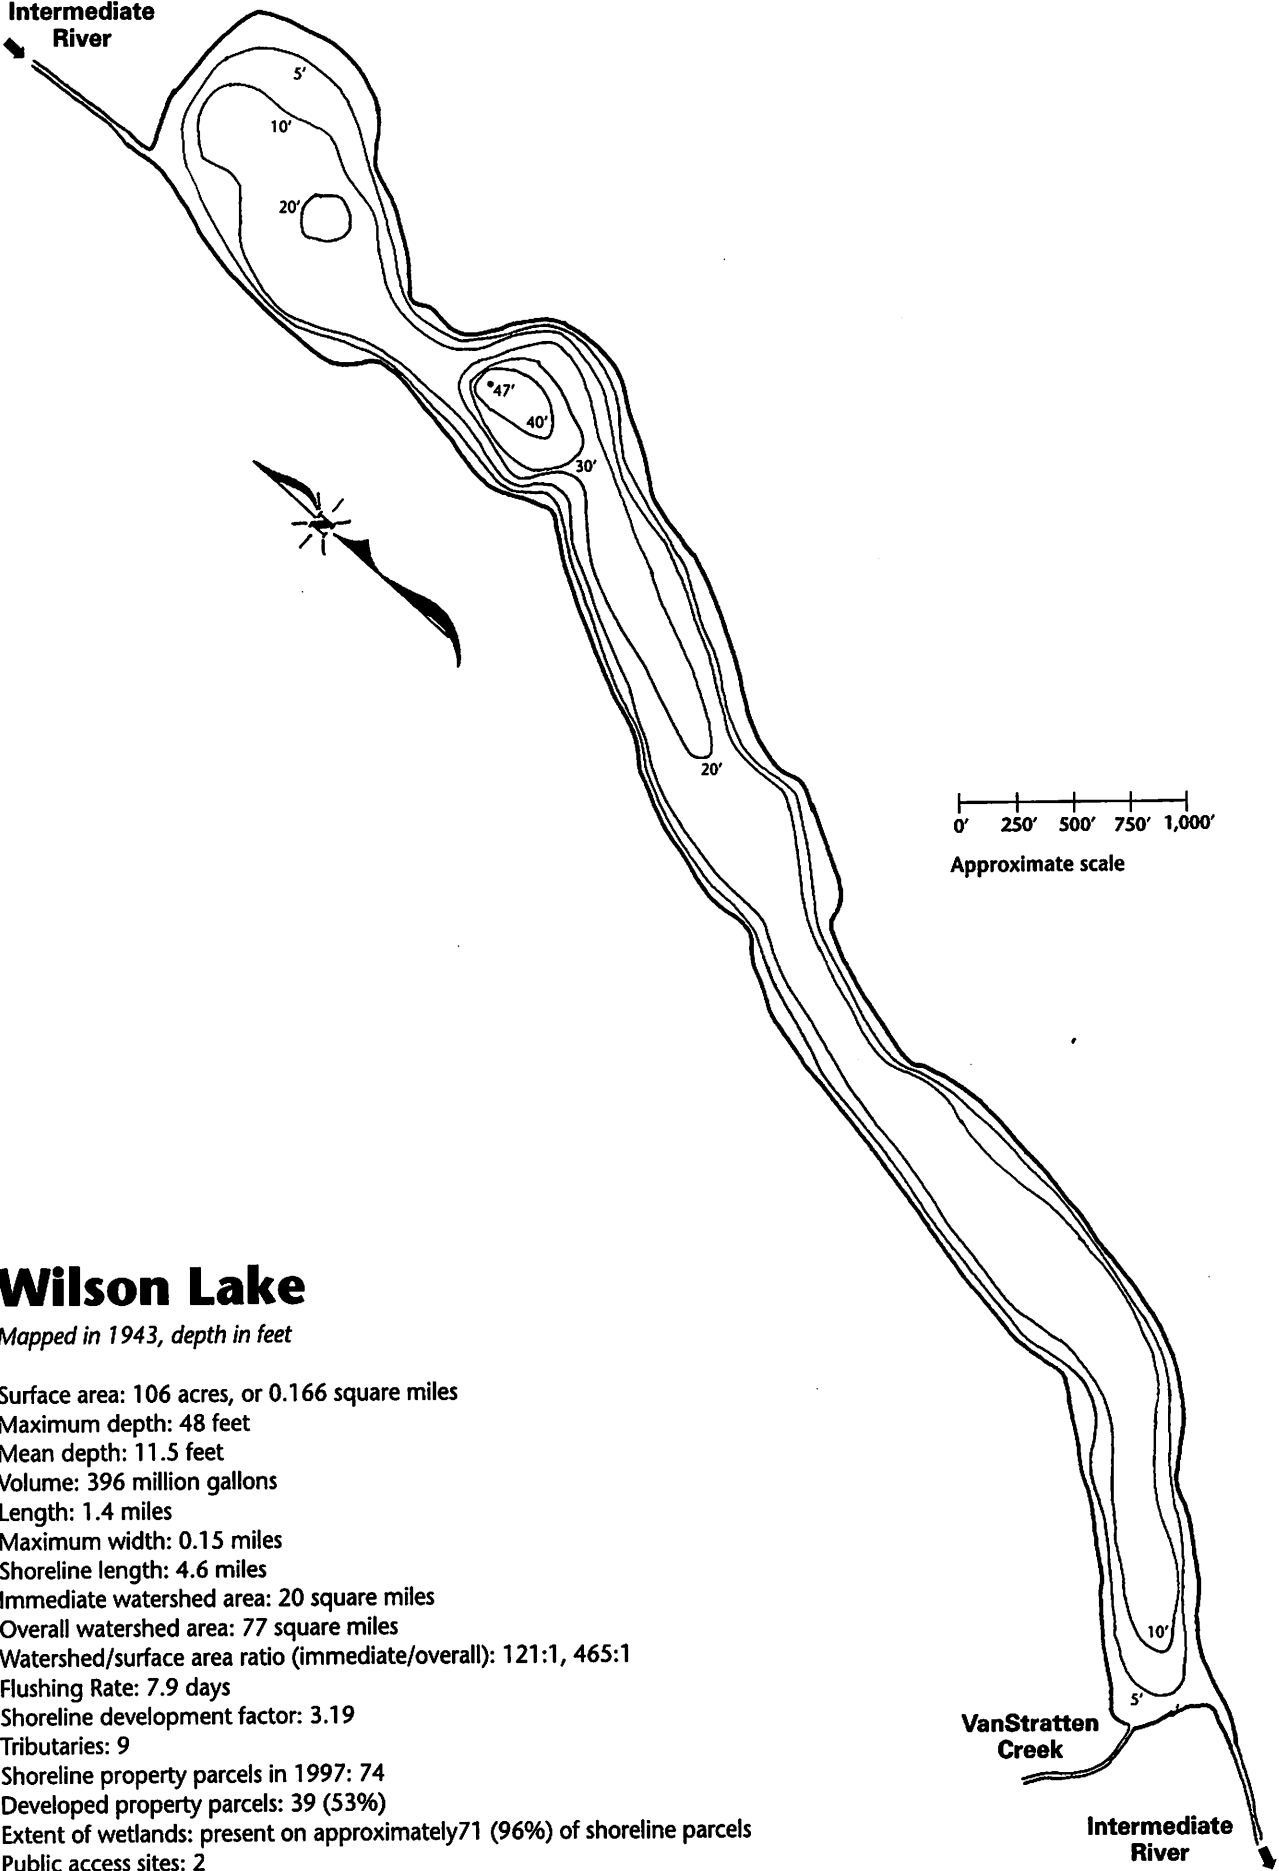 Intermediate
River
5'
10'
20'
47'
40'
30'
20'
0' 250' 500' 750' 1,000'
Approximate scale
Wilson Lake
Mapped in 1943, depth in feet
Surface area: 106 acres, or 0.166 square miles
Maximum depth: 48 feet
Mean depth: 11.5 feet
Volume: 396 million gallons
Length: 1.4 miles
Maximum width: 0.15 miles
Shoreline length: 4.6 miles
Immediate watershed area: 20 square miles
Overall watershed area: 77 square miles
Watershed/surface area ratio (immediate/overall): 121:1, 465:1
Flushing Rate: 7.9 days
Shoreline development factor: 3.19
Tributaries: 9
Shoreline property parcels in 1997: 74
Developed property parcels: 39 (53%)
Extent of wetlands: present on approximately71 (96%) of shoreline parcels
Public access sites: 2
10'
5'
VanStratten
Creek
Intermediate
River